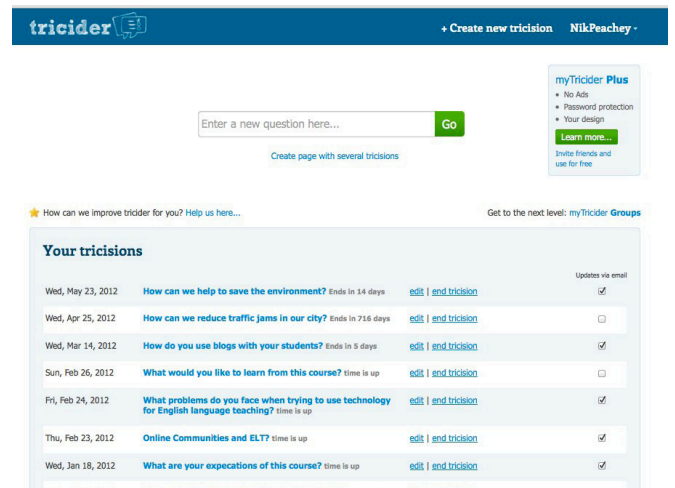 tricider
+ Create new tricision NikPeachey
myTricider Plus
No Ads
Password protection
Your design
Learn more...
Invite friends and
use for free
Enter a new question here... Go
Create page with several tricisions
How can we improve tricider for you? Help us here...
Get to the next level: myTricider Groups
Your tricisions
Updates via email
Wed, May 23, 2012 How can we help to save the environment? Ends in 14 days edit | end tricision
Wed, Apr 25, 2012 How can we reduce traffic jams in our city? Ends in 716 days edit | end tricision
Wed, Mar 14, 2012 How do you use blogs with your students? Ends in 5 days edit | end tricision
Sun, Feb 26, 2012 What would you like to learn from this course? time is up edit | end tricision
Fri, Feb 24, 2012 What problems do you face when trying to use technology edit | end tricision
for English language teaching? time is up
Thu, Feb 23, 2012 Online Communities and ELT? time is up edit | end tricision
Wed, Jan 18, 2012 What are your expecations of this course? time is up edit | end tricision